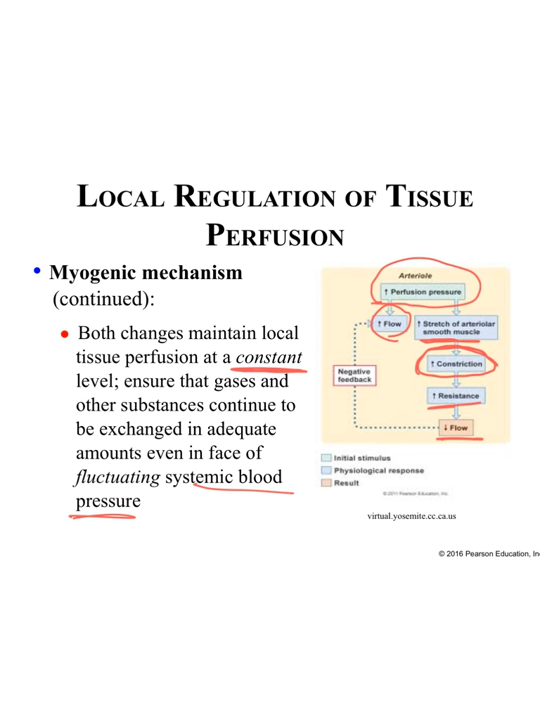 LOCAL REGULATION OF TISSUE
PERFUSION
• Myogenic mechanism
(continued):
• Both changes maintain local
tissue perfusion at a constant
level; ensure that gases and
other substances continue to
be exchanged in adequate
amounts even in face of
fluctuating systemic blood
pressure
Arteriole
↑ Perfusion pressure
↑ Flow
↑ Stretch of arteriolar
smooth muscle
↑ Constriction
Negative
feedback
↑ Resistance
↓ Flow
Initial stimulus
Physiological response
Result
© 2011 Pearson Education, Inc.
virtual.yosemite.cc.ca.us
© 2016 Pearson Education, In